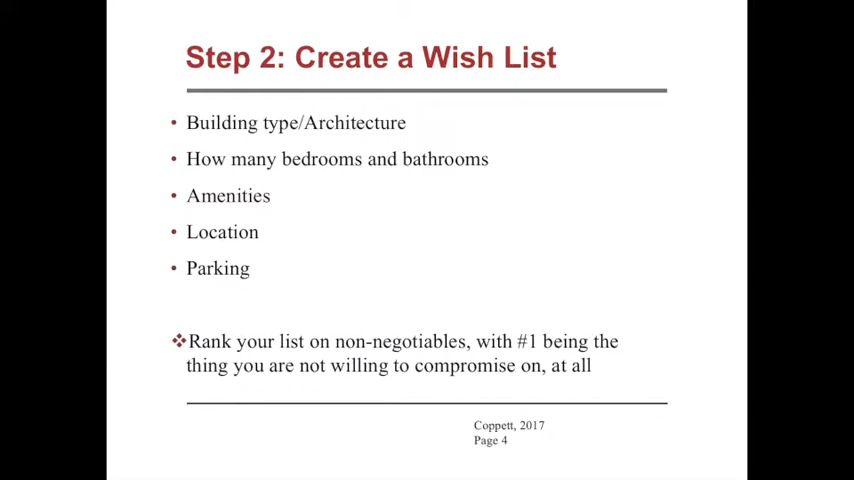 Step 2: Create a Wish List
• Building type/Architecture
• How many bedrooms and bathrooms
• Amenities
• Location
• Parking
❖Rank your list on non-negotiables, with #1 being the
thing you are not willing to compromise on, at all
Coppett, 2017
Page 4